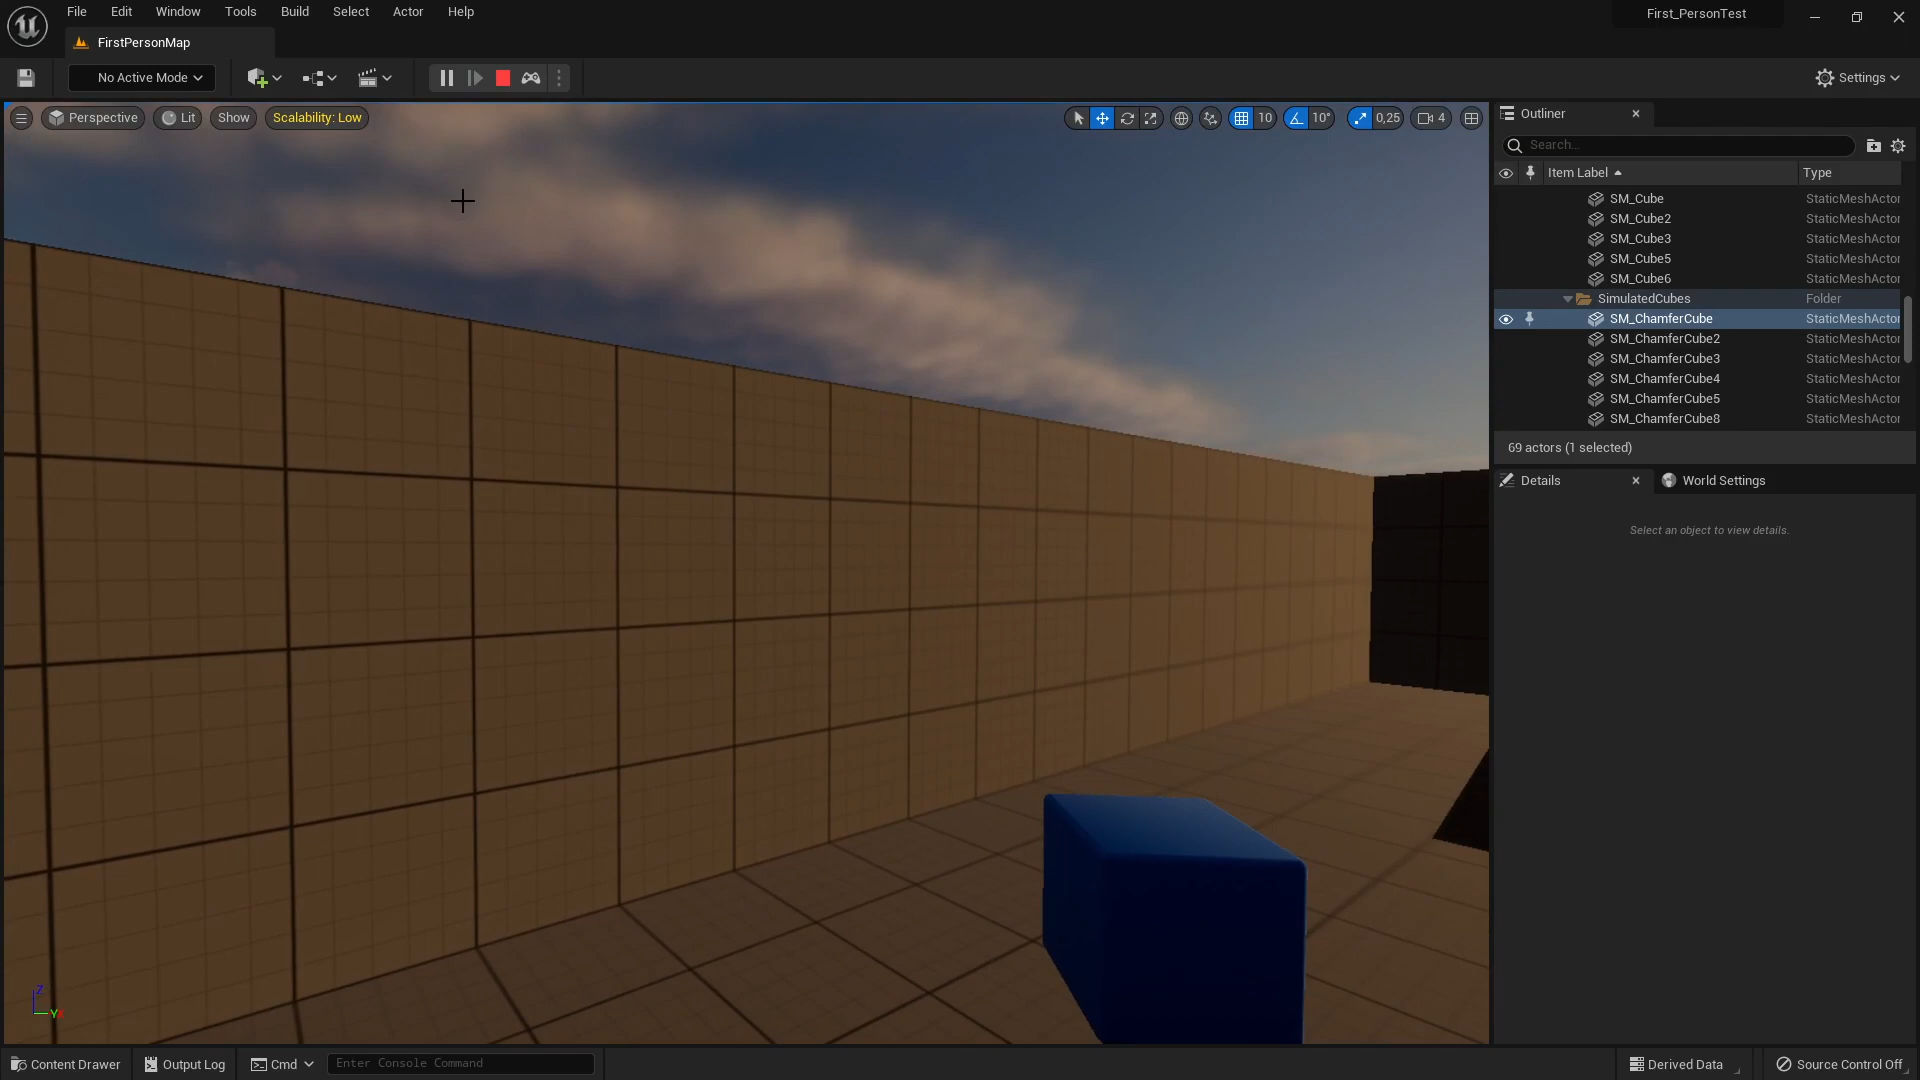 File Edit Window Tools Build Select Actor Help
First_PersonTest
FirstPersonMap
No Active Mode
Settings
Perspective Lit Show Scalability: Low
10 10° 0,25 4
Outliner
Search...
Item Label Type
SM_Cube StaticMeshActor
SM_Cube2 StaticMeshActor
SM_Cube3 StaticMeshActor
SM_Cube5 StaticMeshActor
SM_Cube6 StaticMeshActor
SimulatedCubes Folder
SM_ChamferCube StaticMeshActor
SM_ChamferCube2 StaticMeshActor
SM_ChamferCube3 StaticMeshActor
SM_ChamferCube4 StaticMeshActor
SM_ChamferCube5 StaticMeshActor
SM_ChamferCube8 StaticMeshActor
69 actors (1 selected)
Details World Settings
Select an object to view details.
Z
Y X
Content Drawer Output Log Cmd Enter Console Command Derived Data Source Control Off